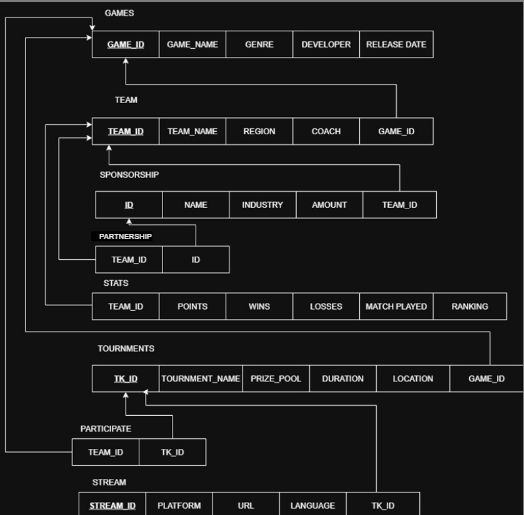 GAMES
GAME_ID GAME_NAME GENRE DEVELOPER RELEASE DATE
TEAM
TEAM_ID TEAM_NAME REGION COACH GAME_ID
SPONSORSHIP
ID NAME INDUSTRY AMOUNT TEAM_ID
PARTNERSHIP
TEAM_ID ID
STATS
TEAM_ID POINTS WINS LOSSES MATCH PLAYED RANKING
TOURNMENTS
TK_ID TOURNMENT_NAME PRIZE_POOL DURATION LOCATION GAME_ID
PARTICIPATE
TEAM_ID TK_ID
STREAM
STREAM_ID PLATFORM URL LANGUAGE TK_ID